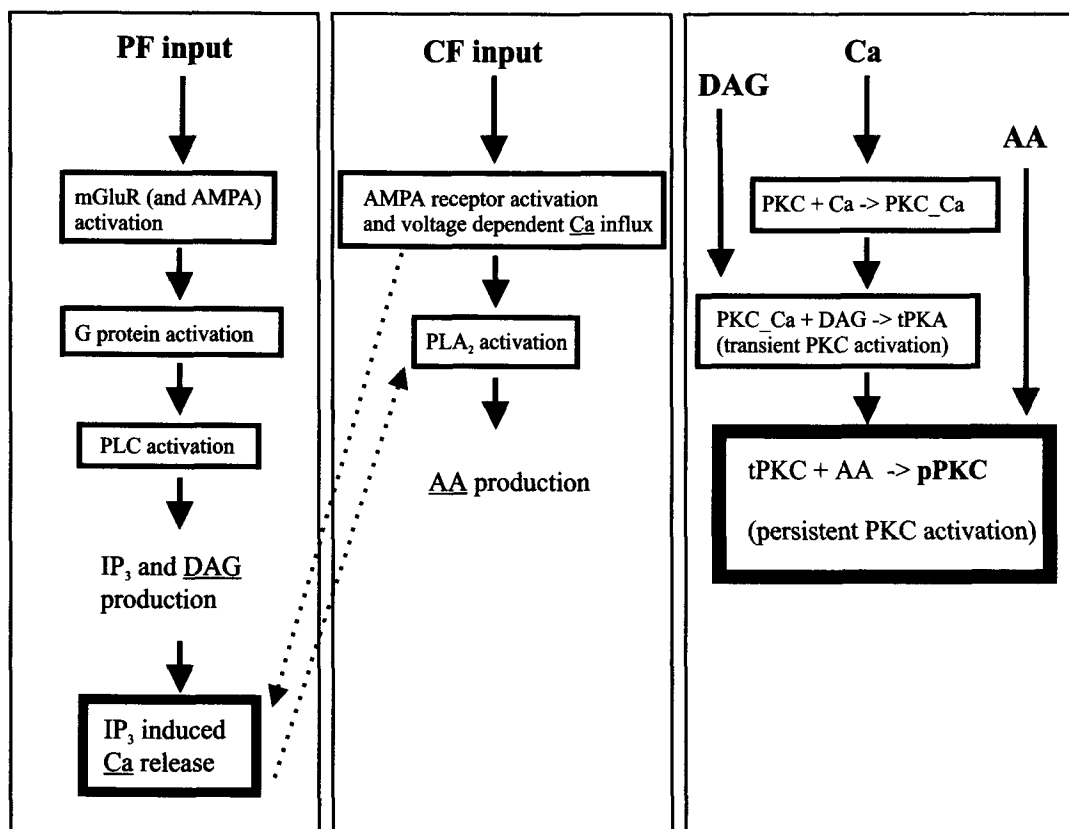 PF input
mGluR (and AMPA)
activation
G protein activation
PLC activation
IP₃ and DAG
production
IP₃ induced
Ca release
CF input
AMPA receptor activation
and voltage dependent Ca influx
PLA₂ activation
AA production
Ca
DAG
AA
PKC + Ca -> PKC_Ca
PKC_Ca + DAG -> tPKA
(transient PKC activation)
tPKC + AA -> pPKC
(persistent PKC activation)